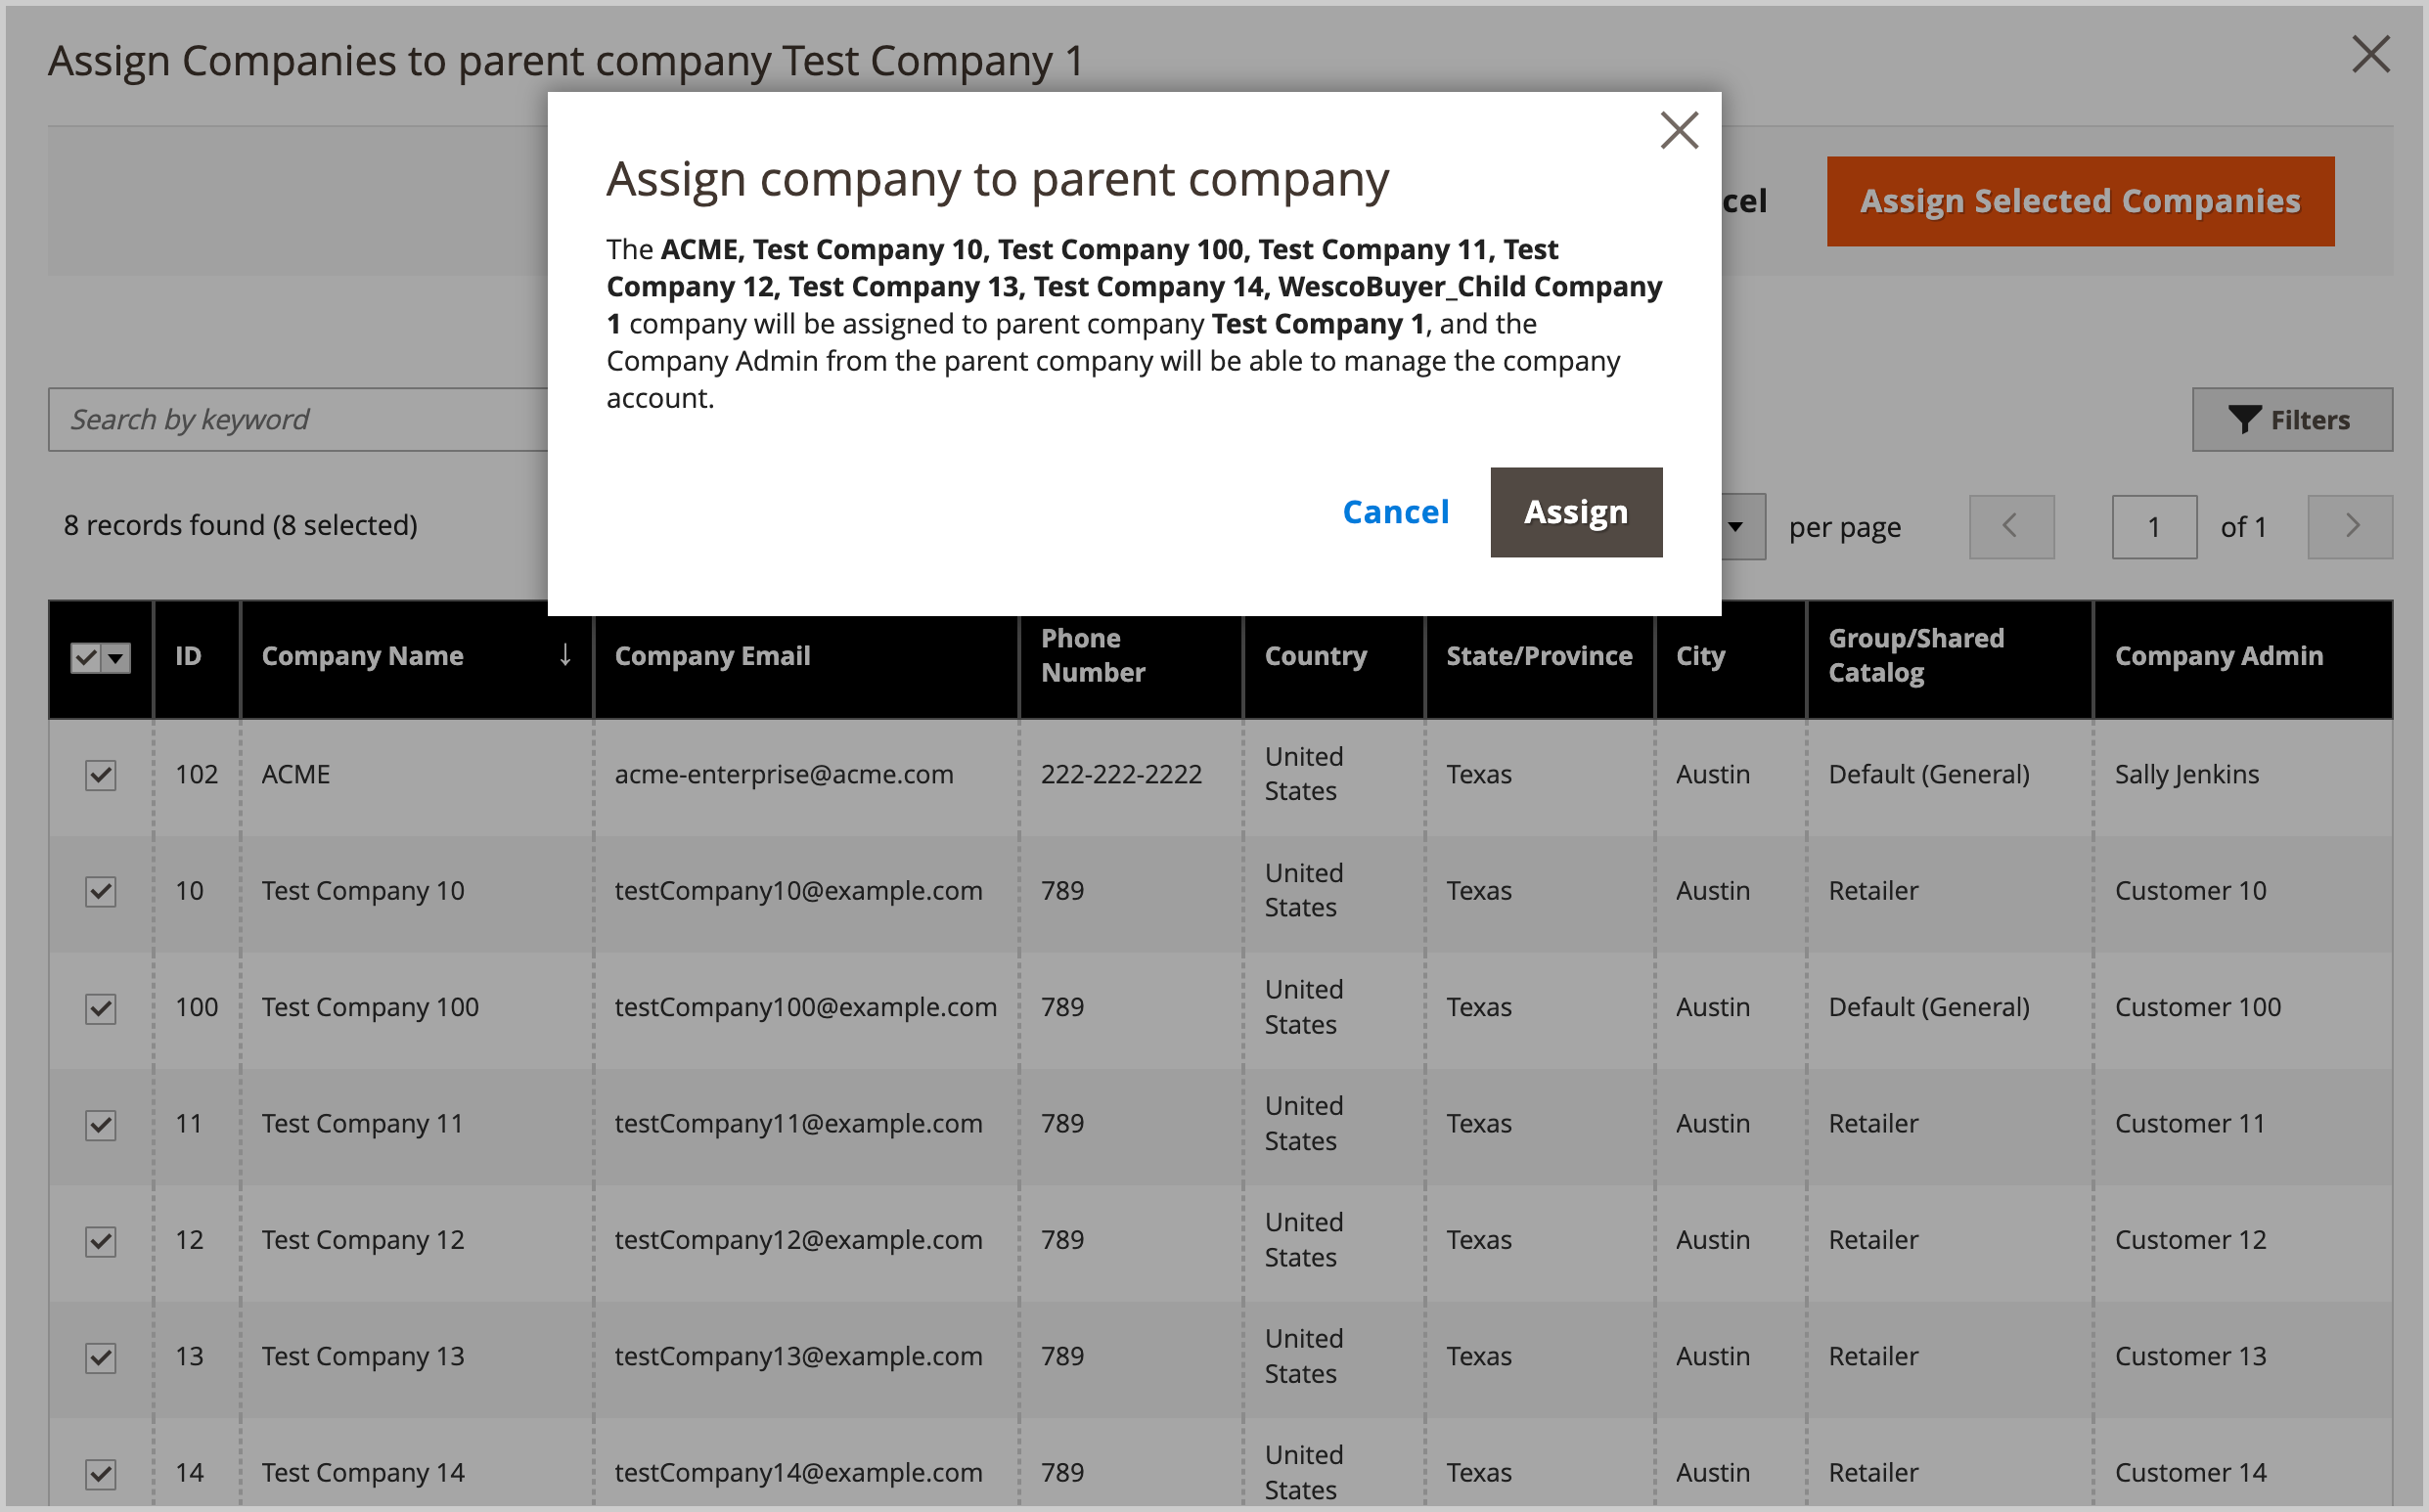 Assign Companies to parent company Test Company 1
Assign company to parent company
The ACME, Test Company 10, Test Company 100, Test Company 11, Test
Company 12, Test Company 13, Test Company 14, WescoBuyer_Child Company
1 company will be assigned to parent company Test Company 1, and the
Company Admin from the parent company will be able to manage the company
account.
Cancel Assign
cel Assign Selected Companies
Search by keyword
Filters
8 records found (8 selected)
per page 1 of 1
ID Company Name ↓ Company Email Phone Number Country State/Province City Group/Shared Catalog Company Admin
102 ACME acme-enterprise@acme.com 222-222-2222 United States Texas Austin Default (General) Sally Jenkins
10 Test Company 10 testCompany10@example.com 789 United States Texas Austin Retailer Customer 10
100 Test Company 100 testCompany100@example.com 789 United States Texas Austin Default (General) Customer 100
11 Test Company 11 testCompany11@example.com 789 United States Texas Austin Retailer Customer 11
12 Test Company 12 testCompany12@example.com 789 United States Texas Austin Retailer Customer 12
13 Test Company 13 testCompany13@example.com 789 United States Texas Austin Retailer Customer 13
14 Test Company 14 testCompany14@example.com 789 United States Texas Austin Retailer Customer 14